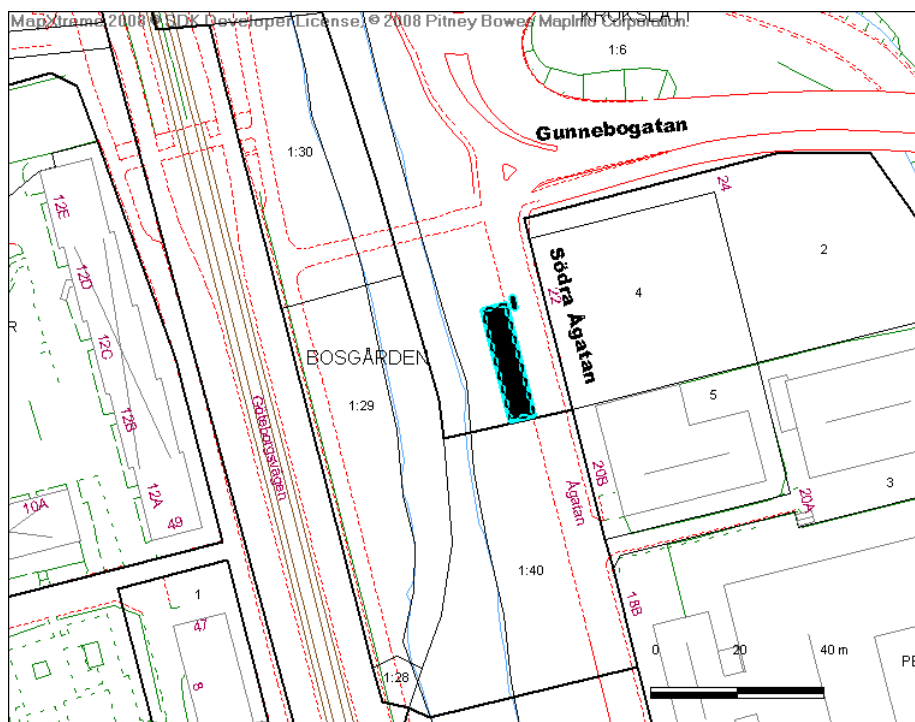 MapXtreme 2008 ® SDK Developer License. © 2008 Pitney Bowes MapInfo Corporation.
1:6
Gunnebogatan
1:30
24
12E
2
Södra Ågatan
12D
22
4
12C
BOSGÅRDEN
5
1:29
Göteborgsvägen
12B
20B
12A
Ågatan
20A
3
10A
49
1:40
1
18B
47
0 20 40 m
1:28
8